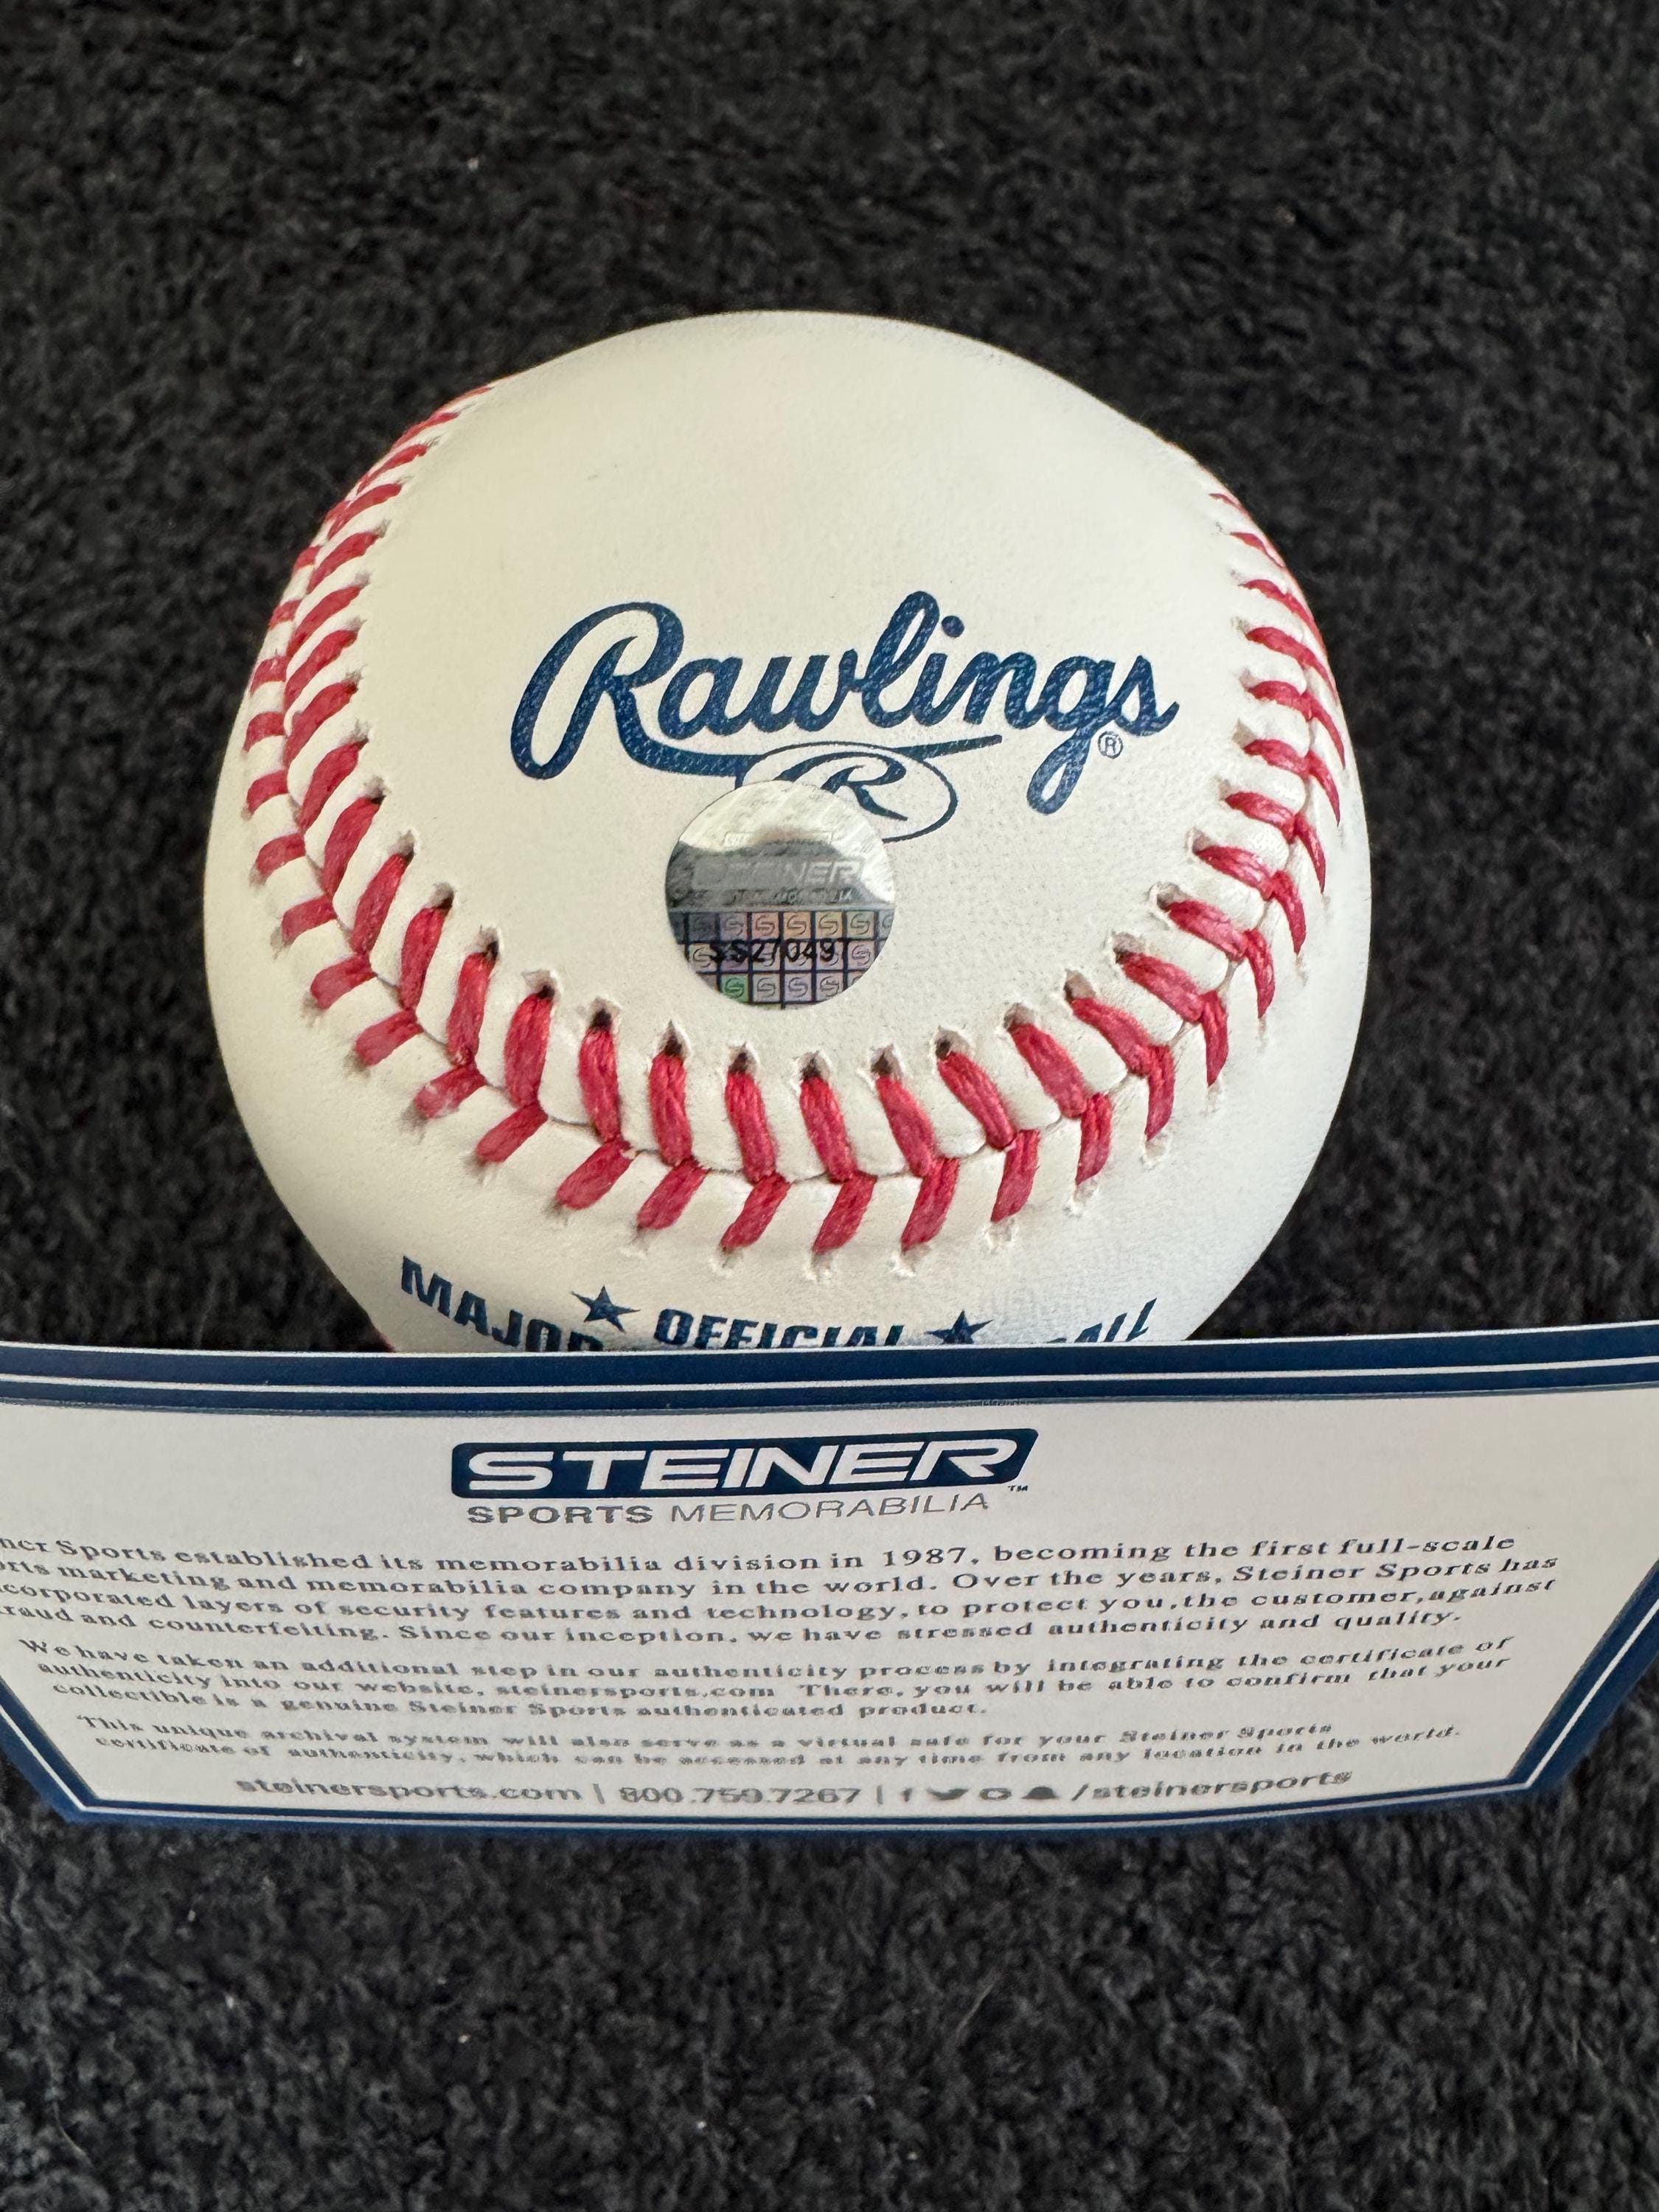 Rawlings ®
R
STEINER
SS270497
MAJOR ★ OFFICIAL ★
STEINER ™
SPORTS MEMORABILIA
Sports established its memorabilia division in 1987, becoming the first full-scale
marketing and memorabilia company in the world. Over the years, Steiner Sports has
layers of security features and technology, to protect you, the customer, against
and counterfeiting. Since our inception, we have stressed authenticity and quality.
We have taken an additional step in our authenticity process by integrating the certificate of
authenticity into our website, steinersports.com There, you will be able to confirm that your
collectible is a genuine Steiner Sports authenticated product.
This unique archival system will also serve as a virtual safe for your Steiner Sports
certificate of authenticity, which can be accessed at any time from any location in the world.
steinersports.com | 800.759.7267 | /steinersports